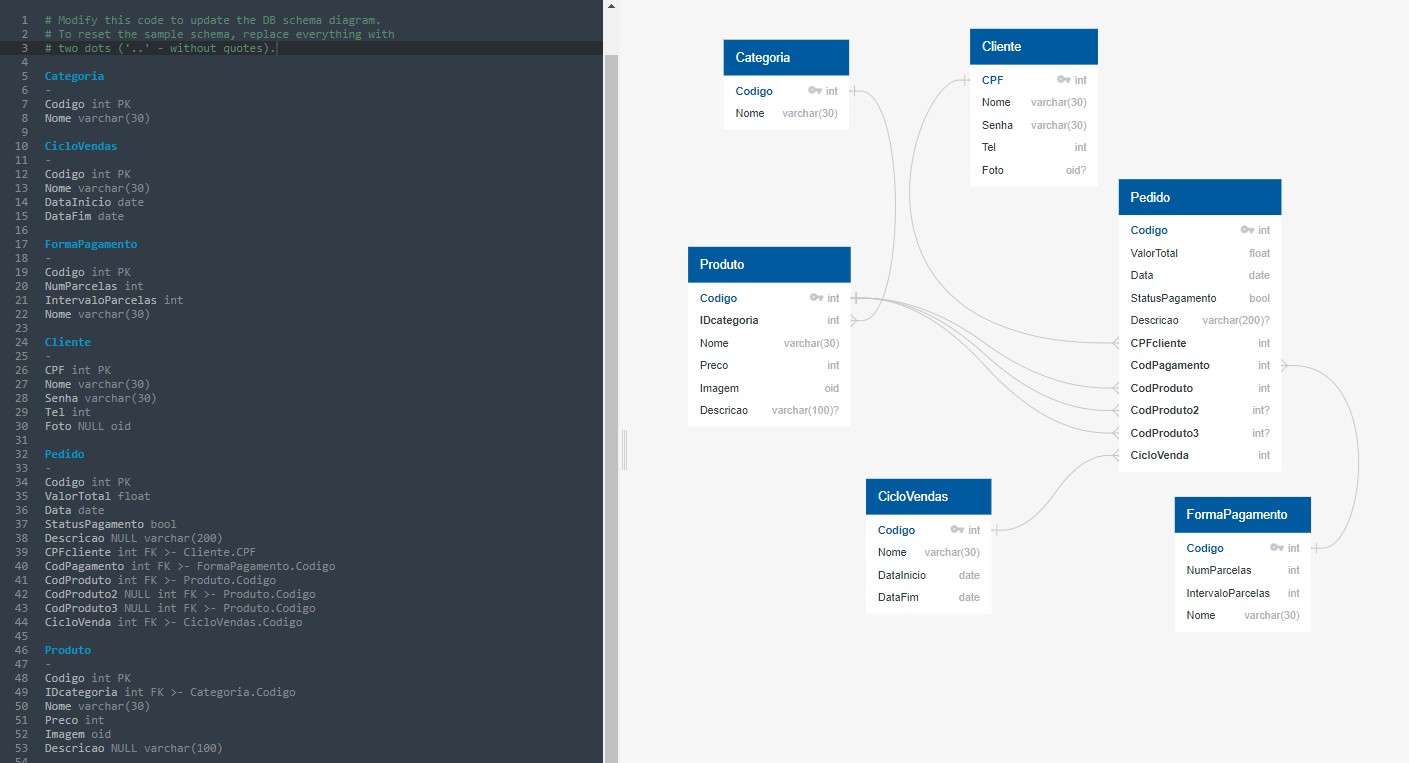 1 # Modify this code to update the DB schema diagram.
2 # To reset the sample schema, replace everything with
3 # two dots ('..' - without quotes).
4
5 Categoria
6 -
7 Codigo int PK
8 Nome varchar(30)
9
10 CicloVendas
11 -
12 Codigo int PK
13 Nome varchar(30)
14 DataInicio date
15 DataFim date
16
17 FormaPagamento
18 -
19 Codigo int PK
20 NumParcelas int
21 IntervaloParcelas int
22 Nome varchar(30)
23
24 Cliente
25 -
26 CPF int PK
27 Nome varchar(30)
28 Senha varchar(30)
29 Tel int
30 Foto NULL oid
31
32 Pedido
33 -
34 Codigo int PK
35 ValorTotal float
36 Data date
37 StatusPagamento bool
38 Descricao NULL varchar(200)
39 CPFcliente int FK >- Cliente.CPF
40 CodPagamento int FK >- FormaPagamento.Codigo
41 CodProduto int FK >- Produto.Codigo
42 CodProduto2 NULL int FK >- Produto.Codigo
43 CodProduto3 NULL int FK >- Produto.Codigo
44 CicloVenda int FK >- CicloVendas.Codigo
45
46 Produto
47 -
48 Codigo int PK
49 IDcategoria int FK >- Categoria.Codigo
50 Nome varchar(30)
51 Preco int
52 Imagem oid
53 Descricao NULL varchar(100)
54
Categoria
Codigo int
Nome varchar(30)
Cliente
CPF int
Nome varchar(30)
Senha varchar(30)
Tel int
Foto oid?
Pedido
Codigo int
ValorTotal float
Data date
StatusPagamento bool
Descricao varchar(200)?
CPFcliente int
CodPagamento int
CodProduto int
CodProduto2 int?
CodProduto3 int?
CicloVenda int
Produto
Codigo int
IDcategoria int
Nome varchar(30)
Preco int
Imagem oid
Descricao varchar(100)?
CicloVendas
Codigo int
Nome varchar(30)
DataInicio date
DataFim date
FormaPagamento
Codigo int
NumParcelas int
IntervaloParcelas int
Nome varchar(30)